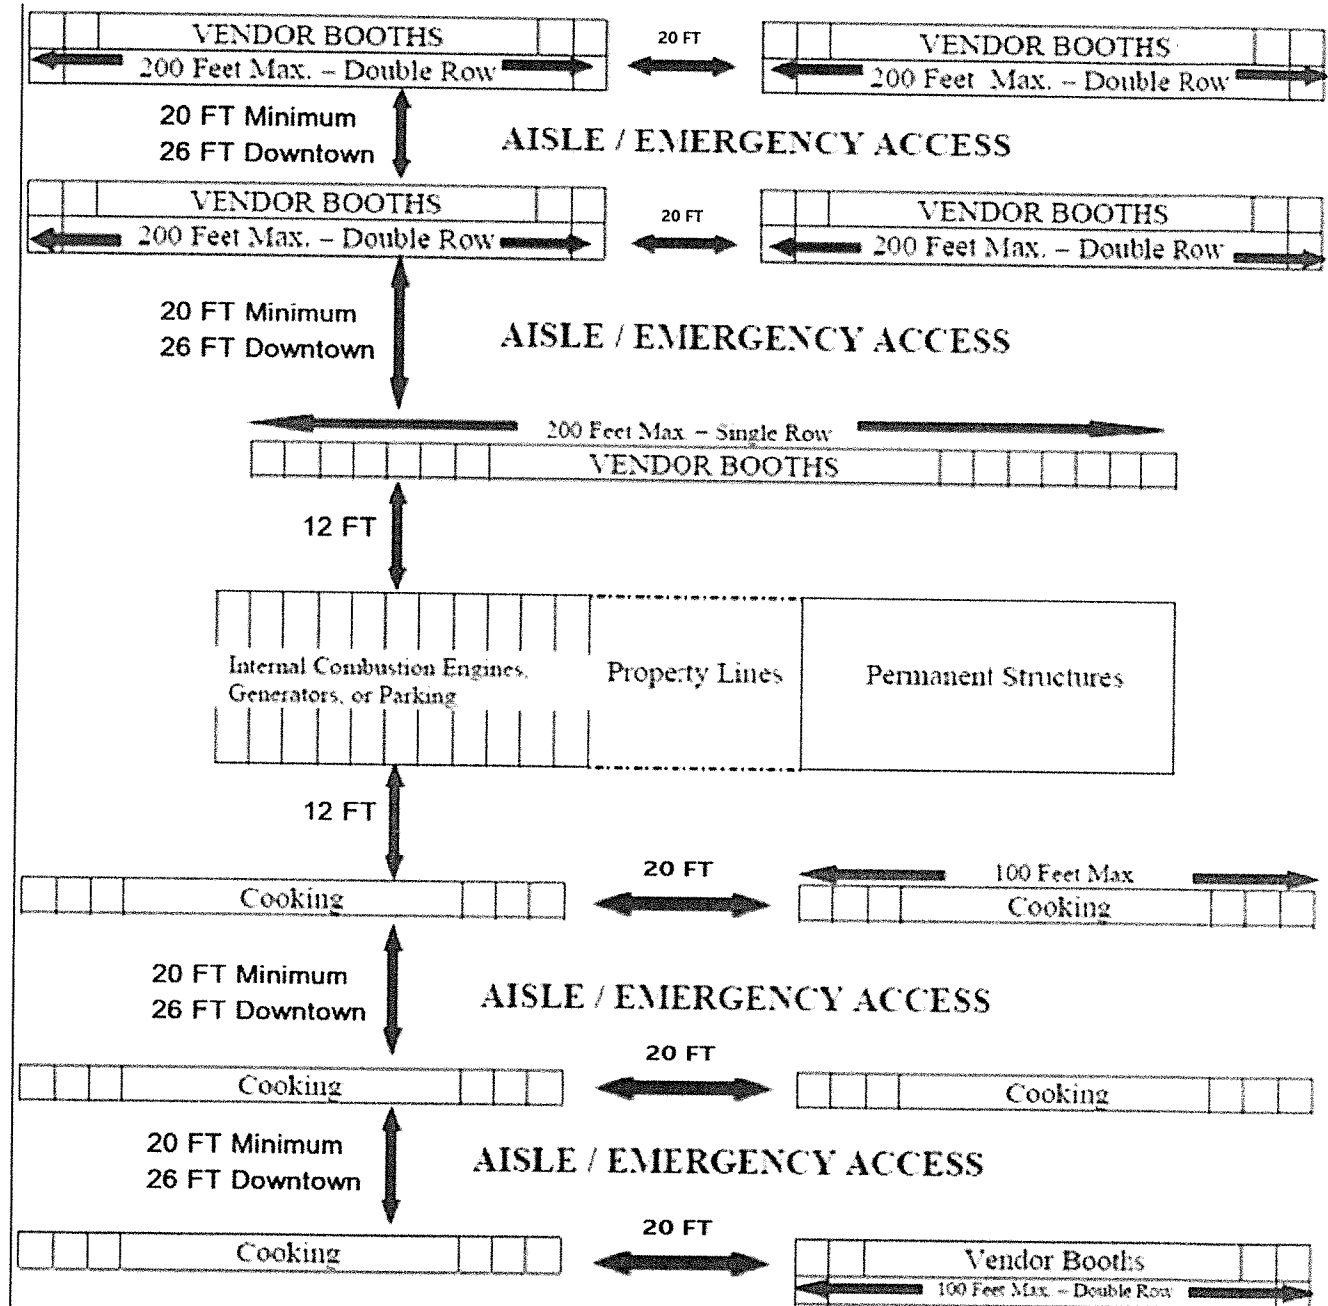 VENDOR BOOTHS
200 Feet Max. – Double Row
20 FT
VENDOR BOOTHS
200 Feet Max. – Double Row
20 FT Minimum
26 FT Downtown
AISLE / EMERGENCY ACCESS
VENDOR BOOTHS
200 Feet Max. – Double Row
20 FT
VENDOR BOOTHS
200 Feet Max. – Double Row
20 FT Minimum
26 FT Downtown
AISLE / EMERGENCY ACCESS
200 Feet Max – Single Row
VENDOR BOOTHS
12 FT
Internal Combustion Engines,
Generators, or Parking
Property Lines
Permanent Structures
12 FT
Cooking
20 FT
100 Feet Max
Cooking
20 FT Minimum
26 FT Downtown
AISLE / EMERGENCY ACCESS
Cooking
20 FT
Cooking
20 FT Minimum
26 FT Downtown
AISLE / EMERGENCY ACCESS
Cooking
20 FT
Vendor Booths
100 Feet Max. – Double Row